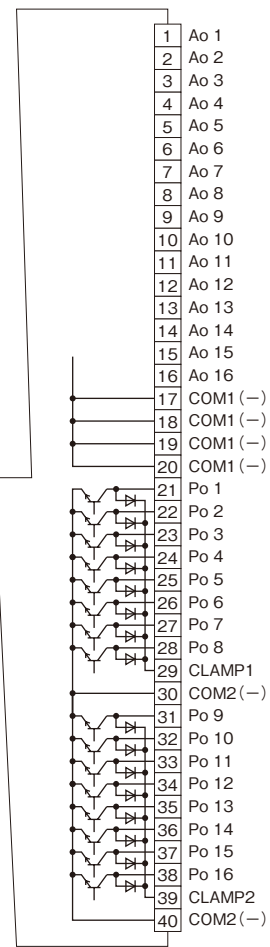 1 Ao 1
2 Ao 2
3 Ao 3
4 Ao 4
5 Ao 5
6 Ao 6
7 Ao 7
8 Ao 8
9 Ao 9
10 Ao 10
11 Ao 11
12 Ao 12
13 Ao 13
14 Ao 14
15 Ao 15
16 Ao 16
17 COM1(−)
18 COM1(−)
19 COM1(−)
20 COM1(−)
21 Po 1
22 Po 2
23 Po 3
24 Po 4
25 Po 5
26 Po 6
27 Po 7
28 Po 8
29 CLAMP1
30 COM2(−)
31 Po 9
32 Po 10
33 Po 11
34 Po 12
35 Po 13
36 Po 14
37 Po 15
38 Po 16
39 CLAMP2
40 COM2(−)